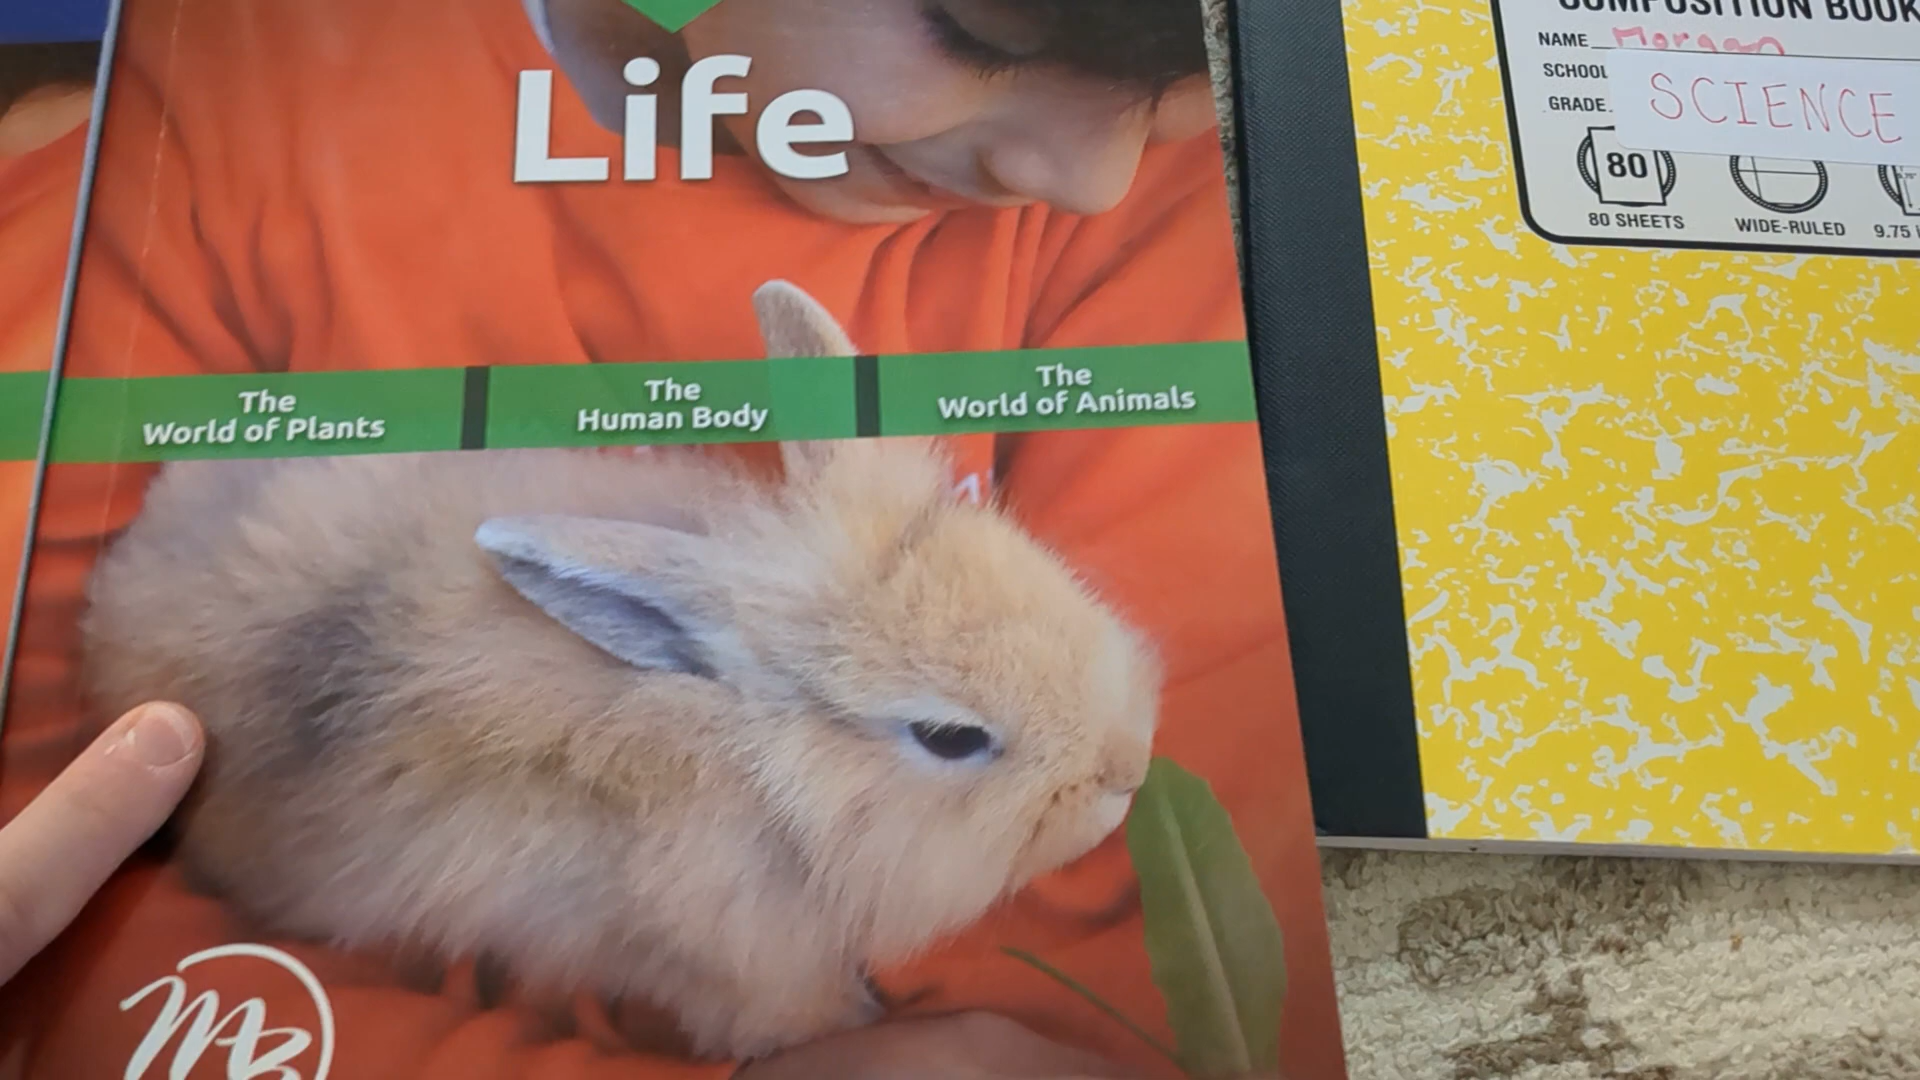 Life
The
World of Plants
The
Human Body
The
World of Animals
MB
COMPOSITION BOOK
NAME Morgan
SCHOOL
SCIENCE
GRADE
80
80 SHEETS
WIDE-RULED
9.75